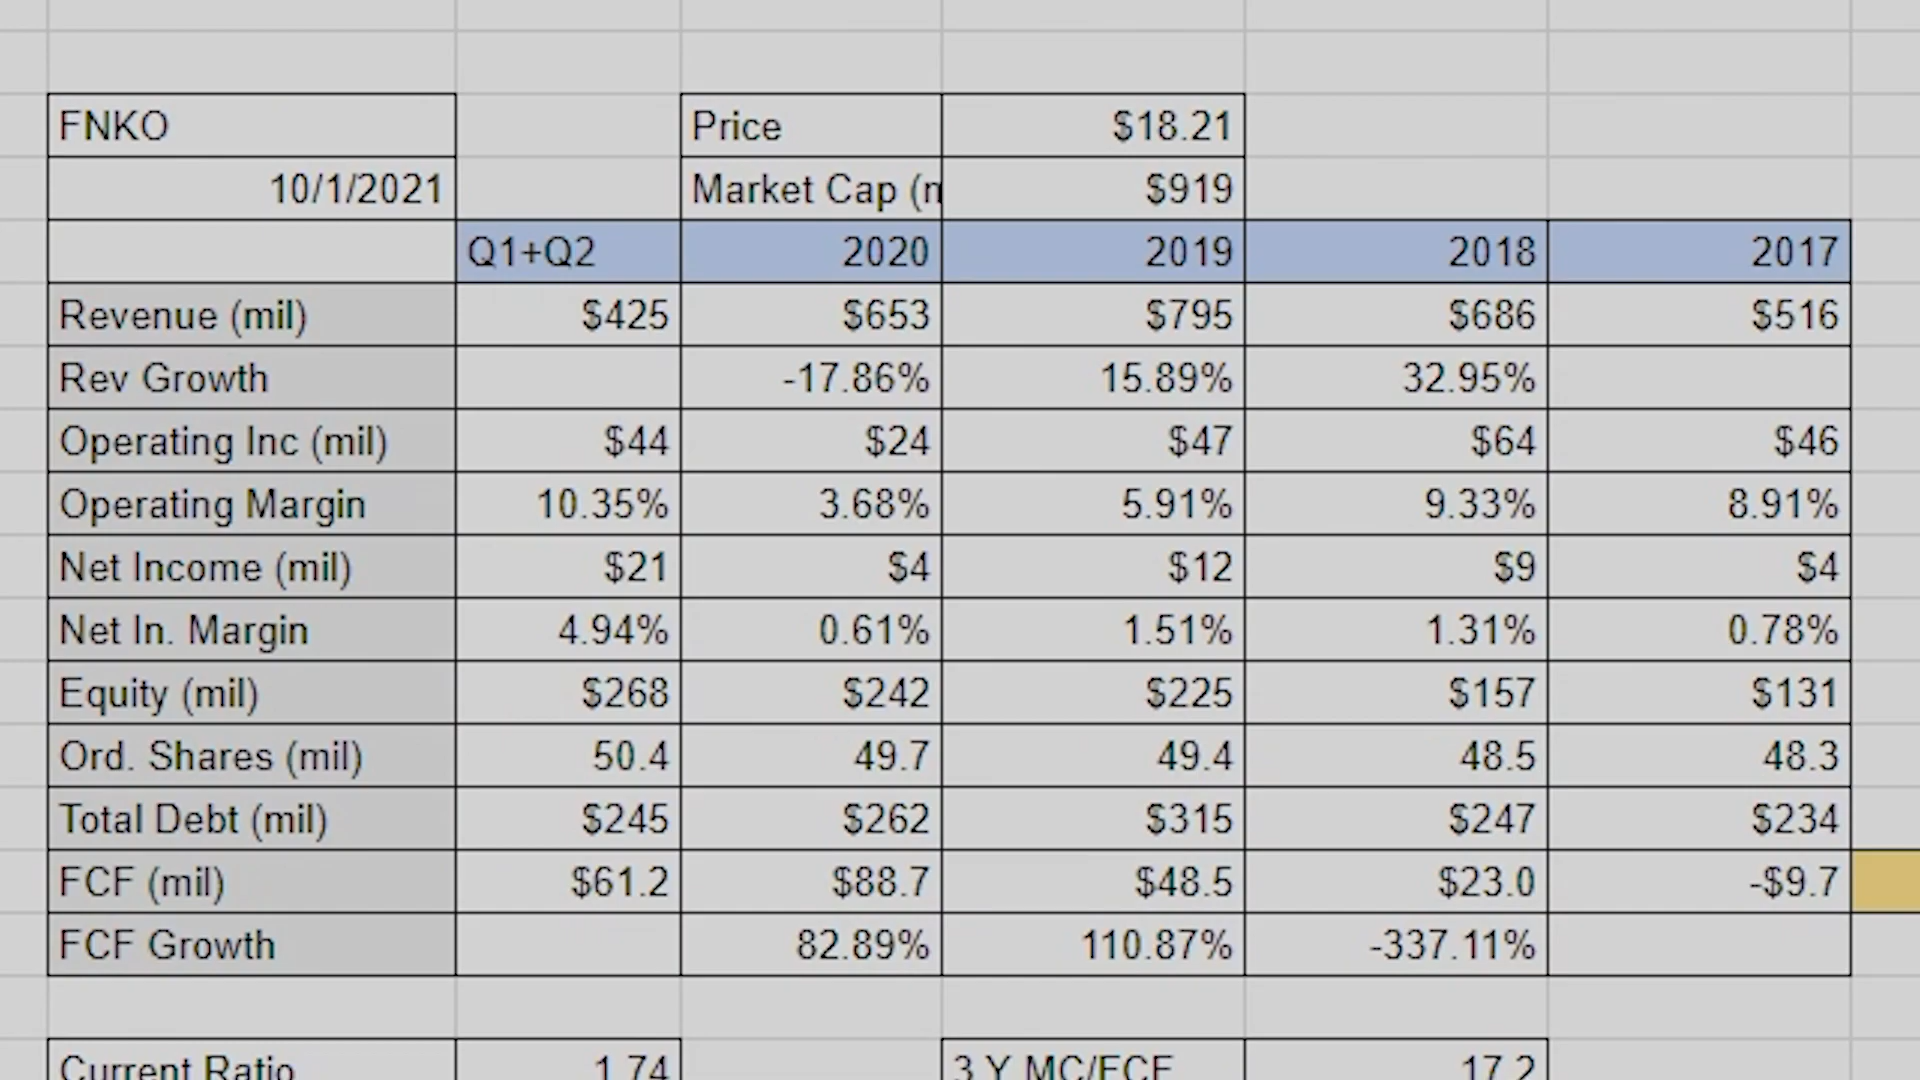 FNKO Price $18.21
10/1/2021 Market Cap (n $919
Q1+Q2 2020 2019 2018 2017
Revenue (mil) $425 $653 $795 $686 $516
Rev Growth -17.86% 15.89% 32.95%
Operating Inc (mil) $44 $24 $47 $64 $46
Operating Margin 10.35% 3.68% 5.91% 9.33% 8.91%
Net Income (mil) $21 $4 $12 $9 $4
Net In. Margin 4.94% 0.61% 1.51% 1.31% 0.78%
Equity (mil) $268 $242 $225 $157 $131
Ord. Shares (mil) 50.4 49.7 49.4 48.5 48.3
Total Debt (mil) $245 $262 $315 $247 $234
FCF (mil) $61.2 $88.7 $48.5 $23.0 -$9.7
FCF Growth 82.89% 110.87% -337.11%
Current Ratio 1.74 3 Y MC/FCF 17.2